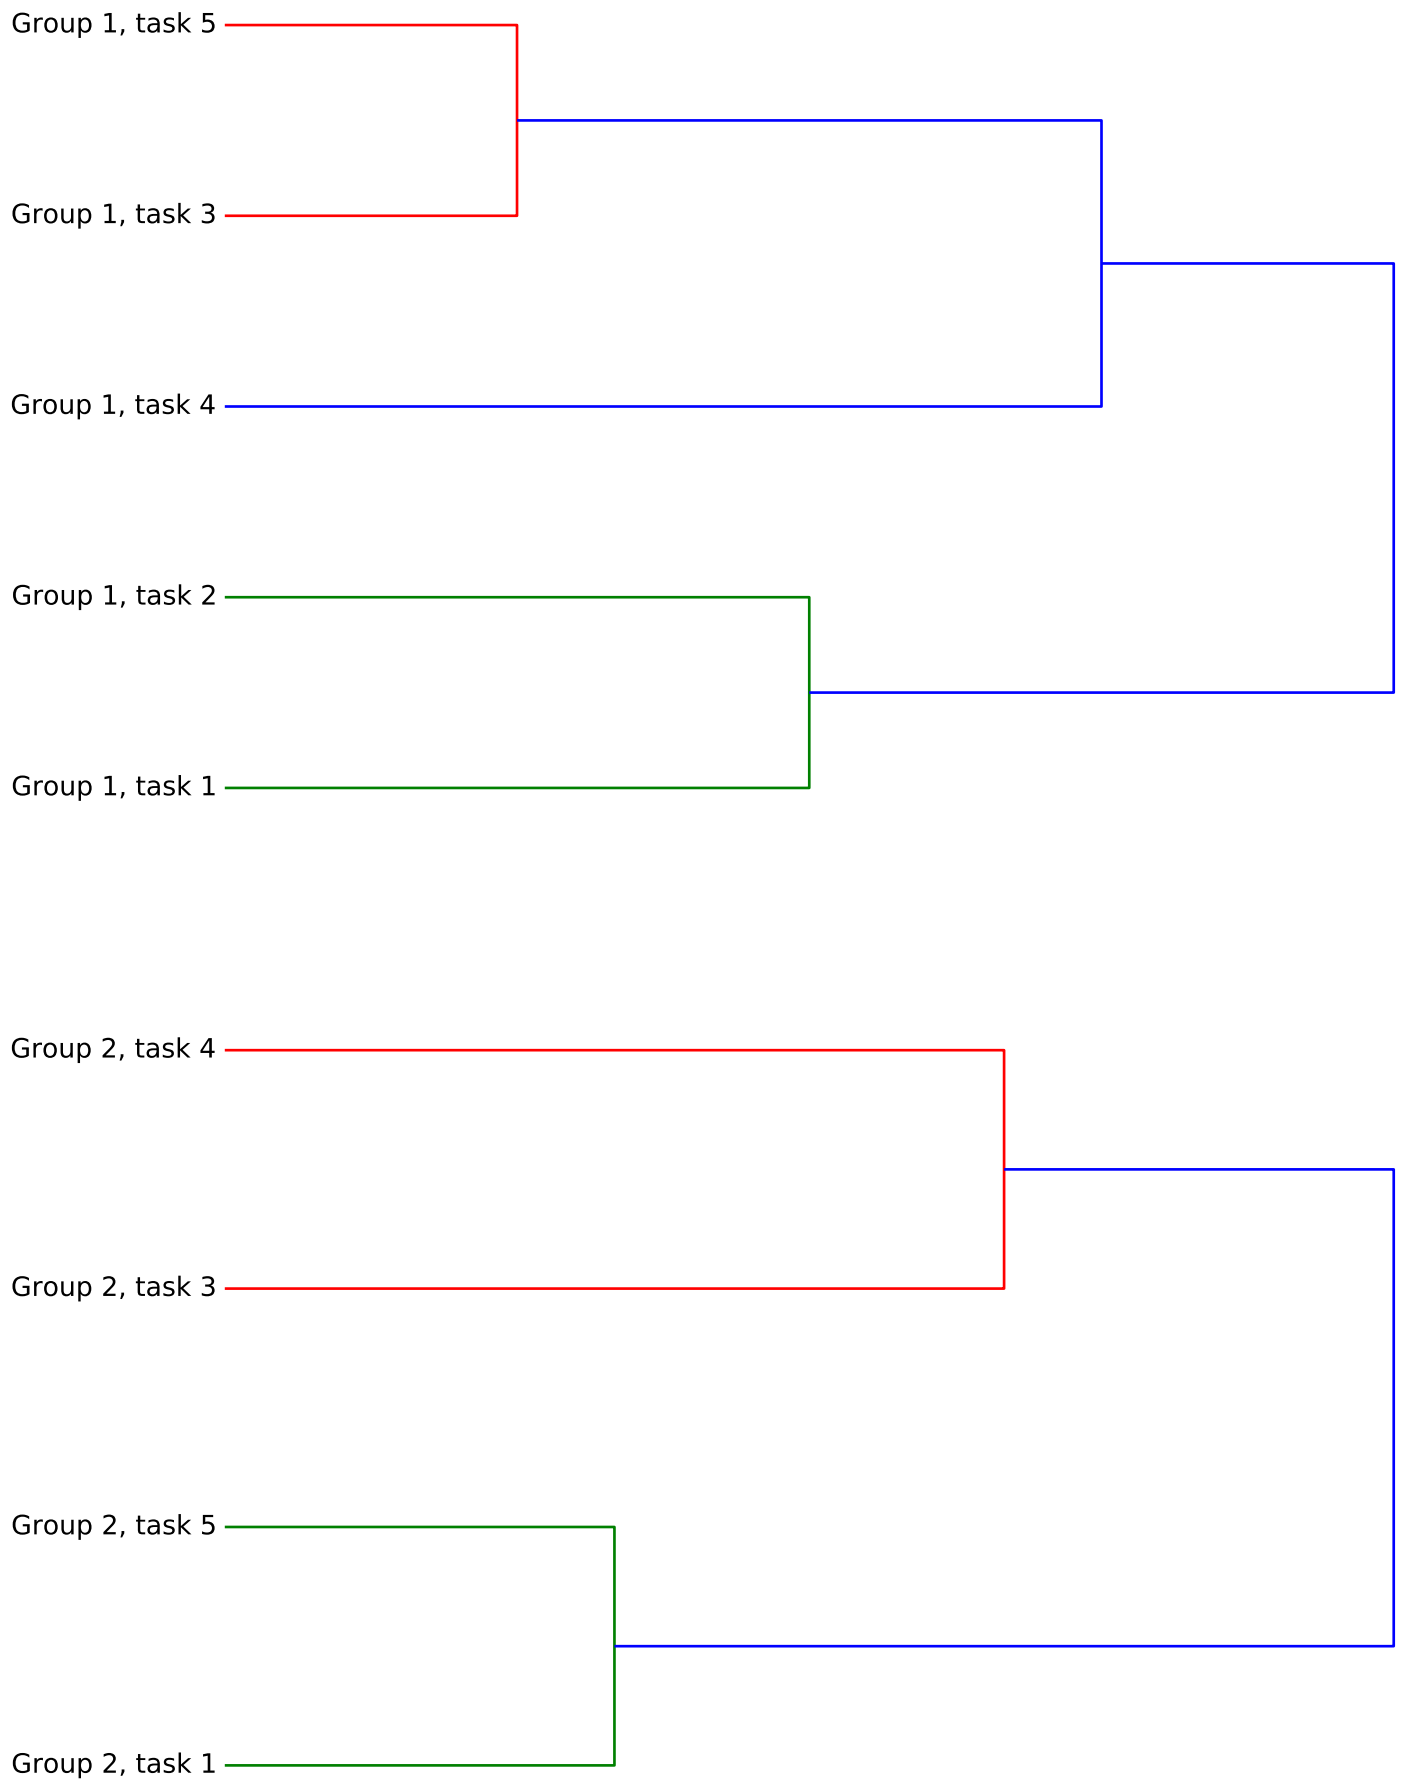 Group 1, task 5
Group 1, task 3
Group 1, task 4
Group 1, task 2
Group 1, task 1
Group 2, task 4
Group 2, task 3
Group 2, task 5
Group 2, task 1